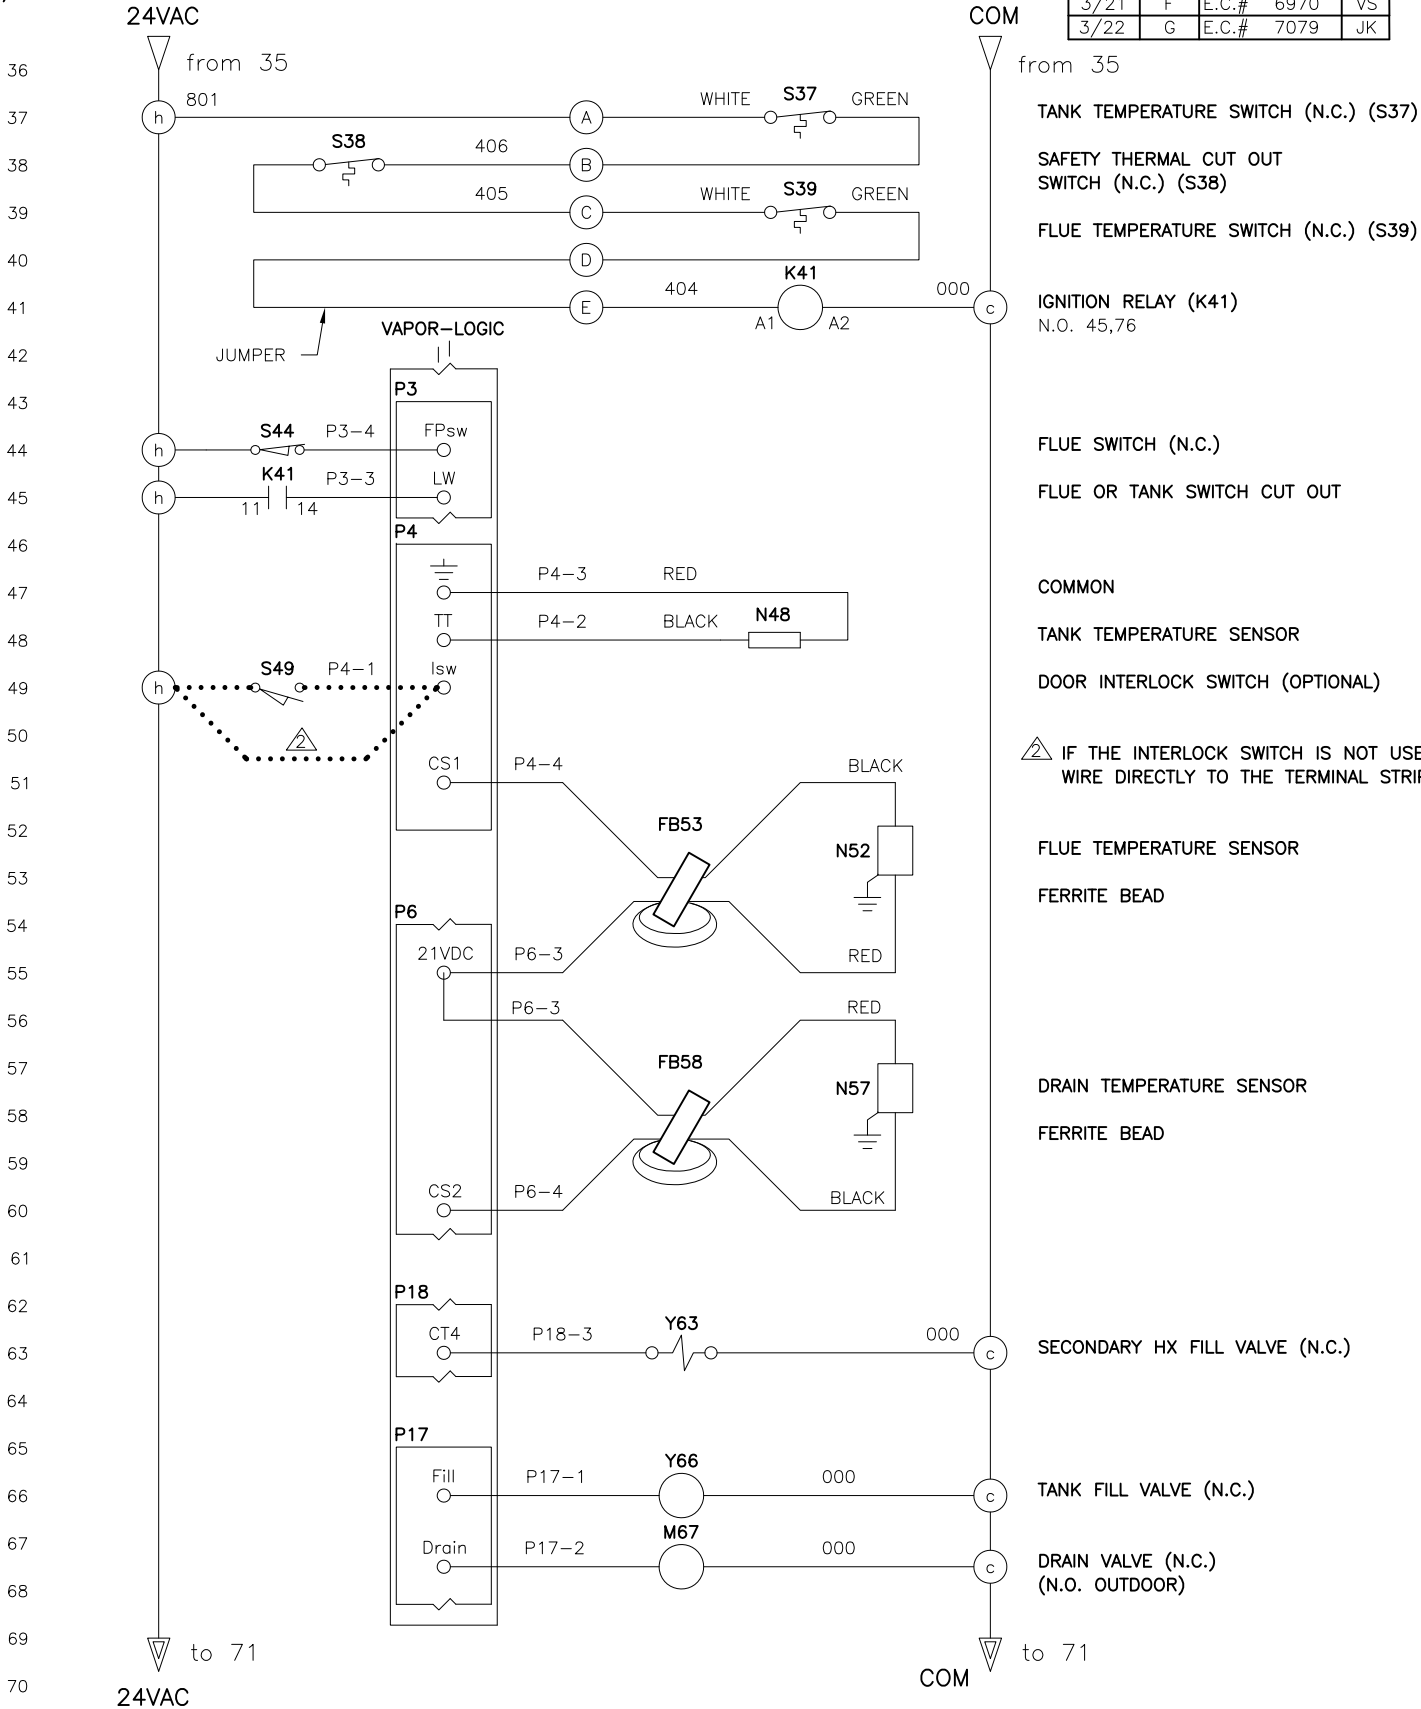 24VAC COM 3/21 F E.C.# 6970 VS
3/22 G E.C.# 7079 JK
from 35 from 35
36
801 WHITE S37 GREEN
37 h A TANK TEMPERATURE SWITCH (N.C.) (S37)
S38 406
38 B SAFETY THERMAL CUT OUT
SWITCH (N.C.) (S38)
405 WHITE S39 GREEN
39 C
FLUE TEMPERATURE SWITCH (N.C.) (S39)
40 D
404 K41 000
41 E A1 A2 c IGNITION RELAY (K41)
N.O. 45,76
VAPOR-LOGIC
42 JUMPER
P3
43
S44 P3-4 FPsw
44 h FLUE SWITCH (N.C.)
K41 P3-3 LW
45 h 11 14 FLUE OR TANK SWITCH CUT OUT
P4
46
P4-3 RED
47 COMMON
TT P4-2 BLACK N48
48 TANK TEMPERATURE SENSOR
S49 P4-1 Isw
49 h DOOR INTERLOCK SWITCH (OPTIONAL)
50 2 2 IF THE INTERLOCK SWITCH IS NOT
CS1 P4-4 BLACK
51 WIRE DIRECTLY TO THE TERMINAL
FB53
52 N52 FLUE TEMPERATURE SENSOR
53 FERRITE BEAD
P6
54
21VDC P6-3 RED
55
P6-3 RED
56
FB58
57 N57 DRAIN TEMPERATURE SENSOR
58
FERRITE BEAD
59
CS2 P6-4 BLACK
60
61
P18
62
CT4 P18-3 Y63 000
63 c SECONDARY HX FILL VALVE (N.C.)
64
P17
65
Fill P17-1 Y66 000
66 c TANK FILL VALVE (N.C.)
M67
67 Drain P17-2 000
c DRAIN VALVE (N.C.)
68 (N.O. OUTDOOR)
69 to 71 to 71
70 24VAC COM